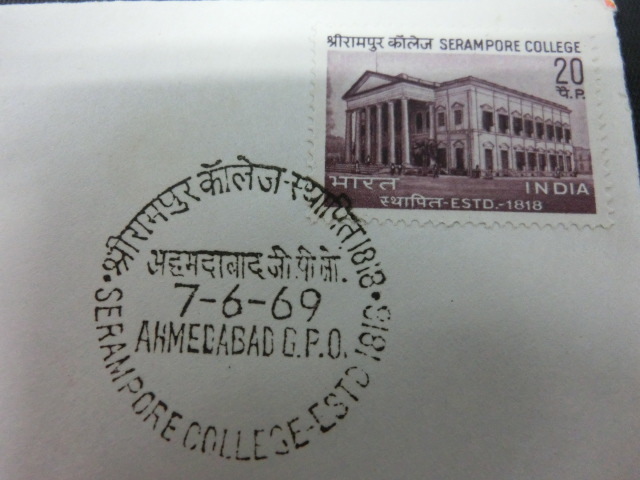 श्रीरामपुर कॉलेज SERAMPORE COLLEGE
20
पै.P.
भारत INDIA
स्थापित-ESTD.-1818
श्रीरामपुर कॉलेज-स्थापित 1818
अहमदाबाद जी.पी.ओ.
7-6-69
AHMEDABAD G.P.O.
SERAMPORE COLLEGE-ESTD 1818